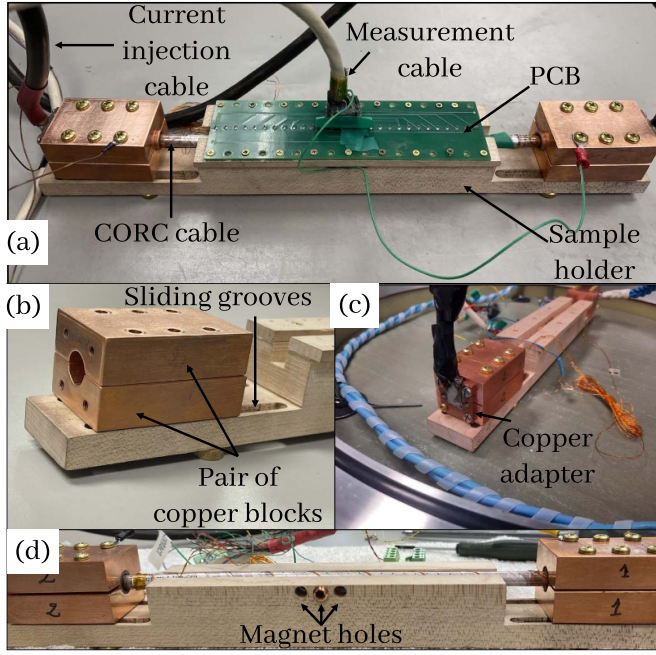 Current
injection
cable
Measurement
cable
PCB
CORC cable
Sample
holder
(a)
(b)
Sliding grooves
Pair of
copper blocks
(c)
Copper
adapter
(d)
2
2
1
1
Magnet holes